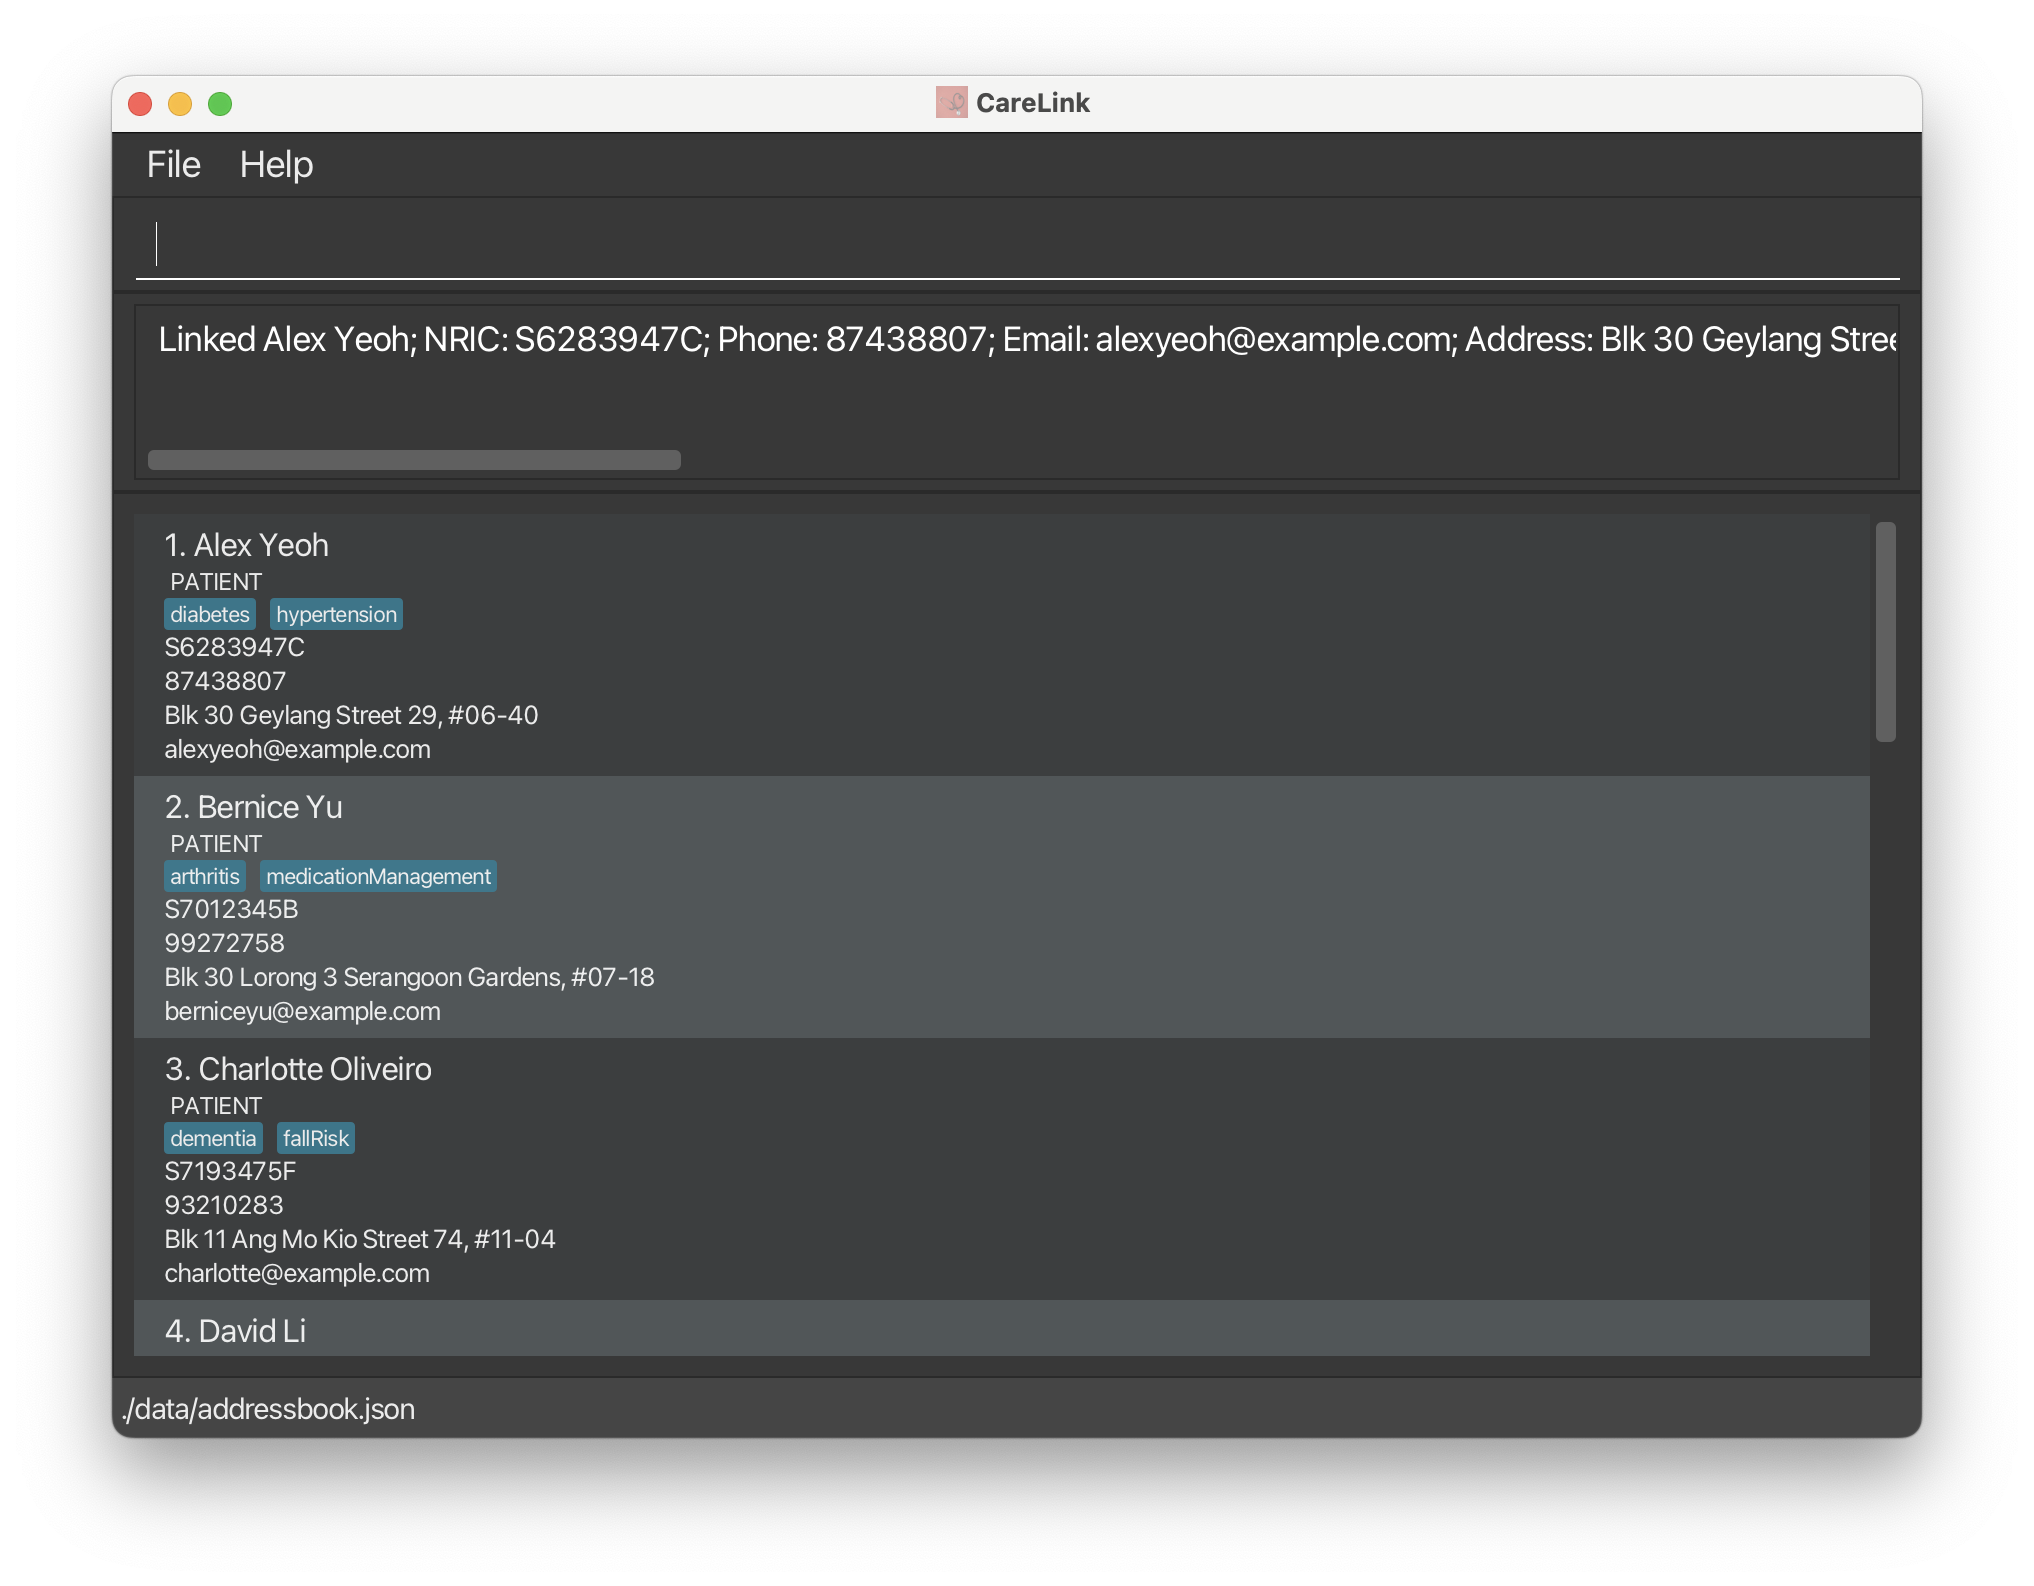 CareLink
File Help
Linked Alex Yeoh; NRIC: S6283947C; Phone: 87438807; Email: alexyeoh@example.com; Address: Blk 30 Geylang Stree
1. Alex Yeoh
PATIENT
diabetes hypertension
S6283947C
87438807
Blk 30 Geylang Street 29, #06-40
alexyeoh@example.com
2. Bernice Yu
PATIENT
arthritis medicationManagement
S7012345B
99272758
Blk 30 Lorong 3 Serangoon Gardens, #07-18
berniceyu@example.com
3. Charlotte Oliveiro
PATIENT
dementia fallRisk
S7193475F
93210283
Blk 11 Ang Mo Kio Street 74, #11-04
charlotte@example.com
4. David Li
./data/addressbook.json